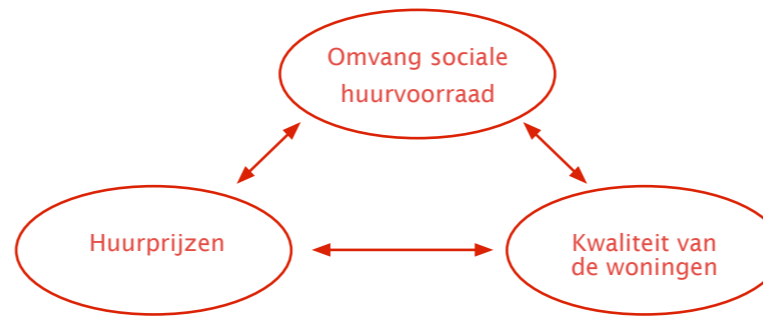 Omvang sociale
huurvoorraad
Huurprijzen
Kwaliteit van
de woningen